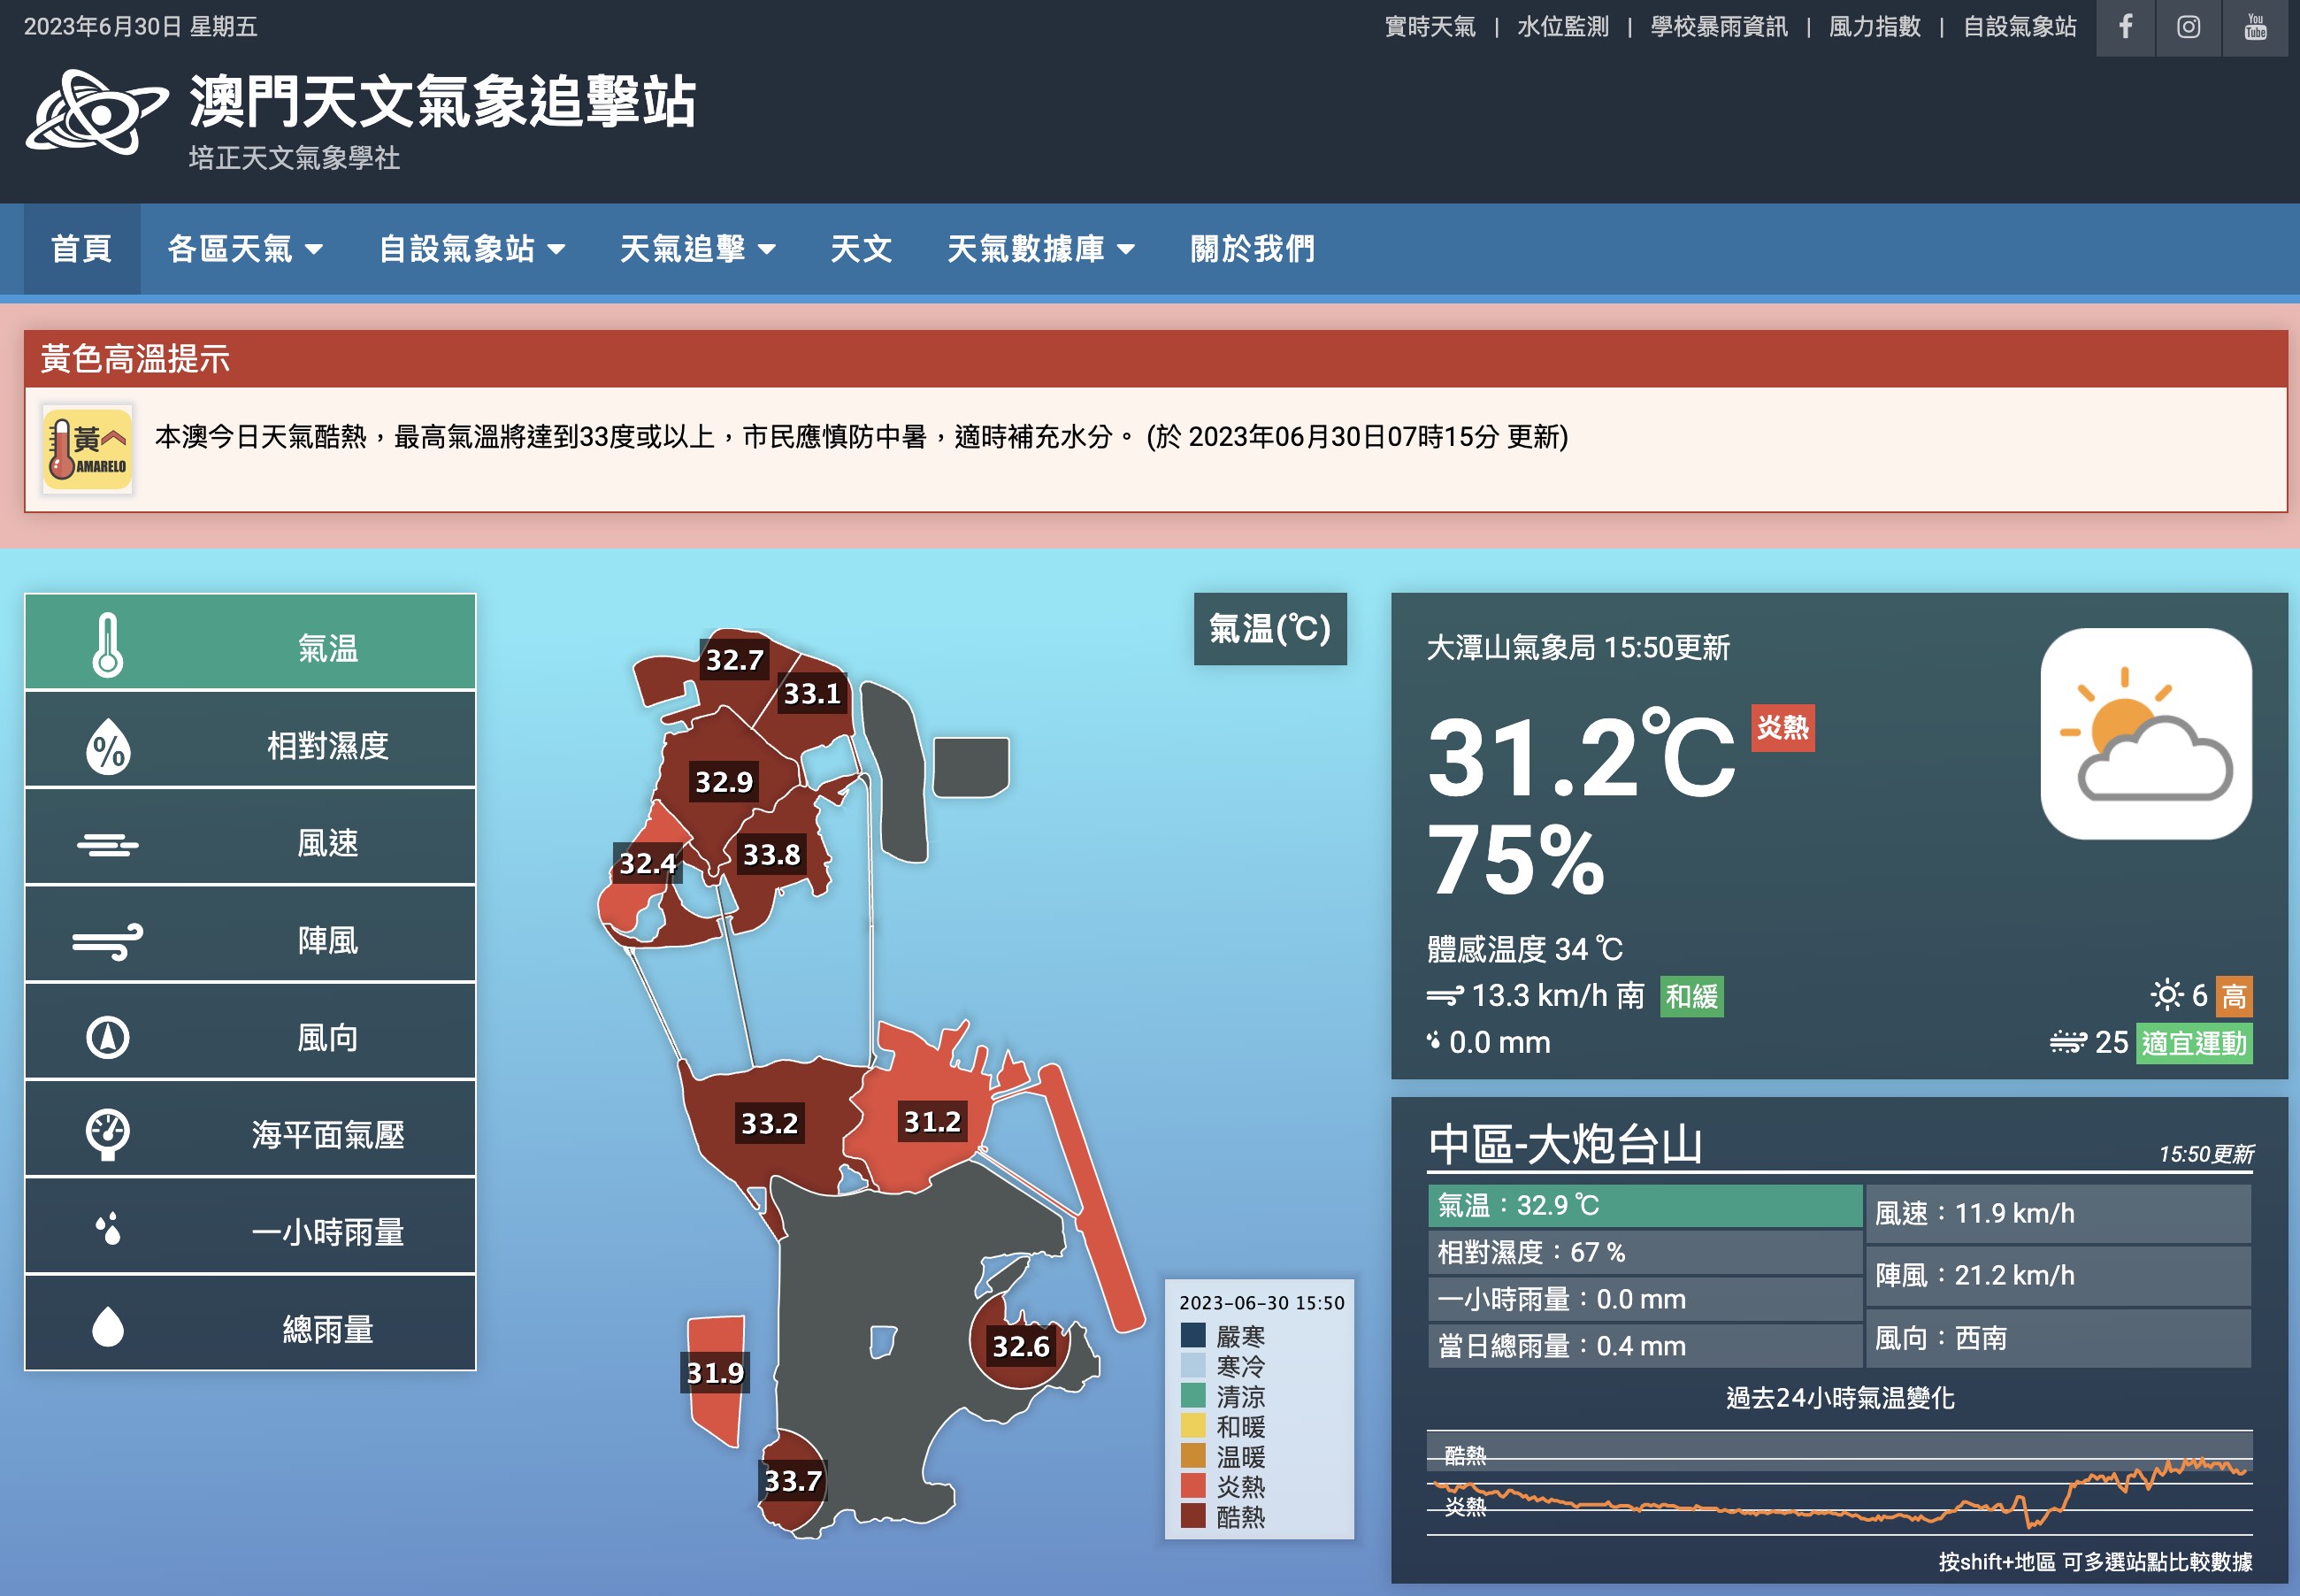 2023年6月30日 星期五
實時天氣 | 水位監測 | 學校暴雨資訊 | 風力指數 | 自設氣象站
You Tube
澳門天文氣象追擊站
培正天文氣象學社
首頁 各區天氣 自設氣象站 天氣追擊 天文 天氣數據庫 關於我們
黃色高溫提示
黃
AMARELO
本澳今日天氣酷熱，最高氣溫將達到33度或以上，市民應慎防中暑，適時補充水分。 (於 2023年06月30日07時15分 更新)
氣温
%
相對濕度
風速
陣風
風向
海平面氣壓
一小時雨量
總雨量
氣温(℃)
32.7
33.1
32.9
33.8
32.4
33.2
31.2
32.6
31.9
33.7
2023-06-30 15:50
嚴寒
寒冷
清涼
和暖
温暖
炎熱
酷熱
大潭山氣象局 15:50更新
31.2℃ 炎熱
75%
體感温度 34 ℃
13.3 km/h 南 和緩
6 高
0.0 mm
25 適宜運動
中區-大炮台山
15:50更新
氣温：32.9 ℃
相對濕度：67 %
一小時雨量：0.0 mm
當日總雨量：0.4 mm
風速：11.9 km/h
陣風：21.2 km/h
風向：西南
過去24小時氣温變化
酷熱
炎熱
按shift+地區 可多選站點比較數據